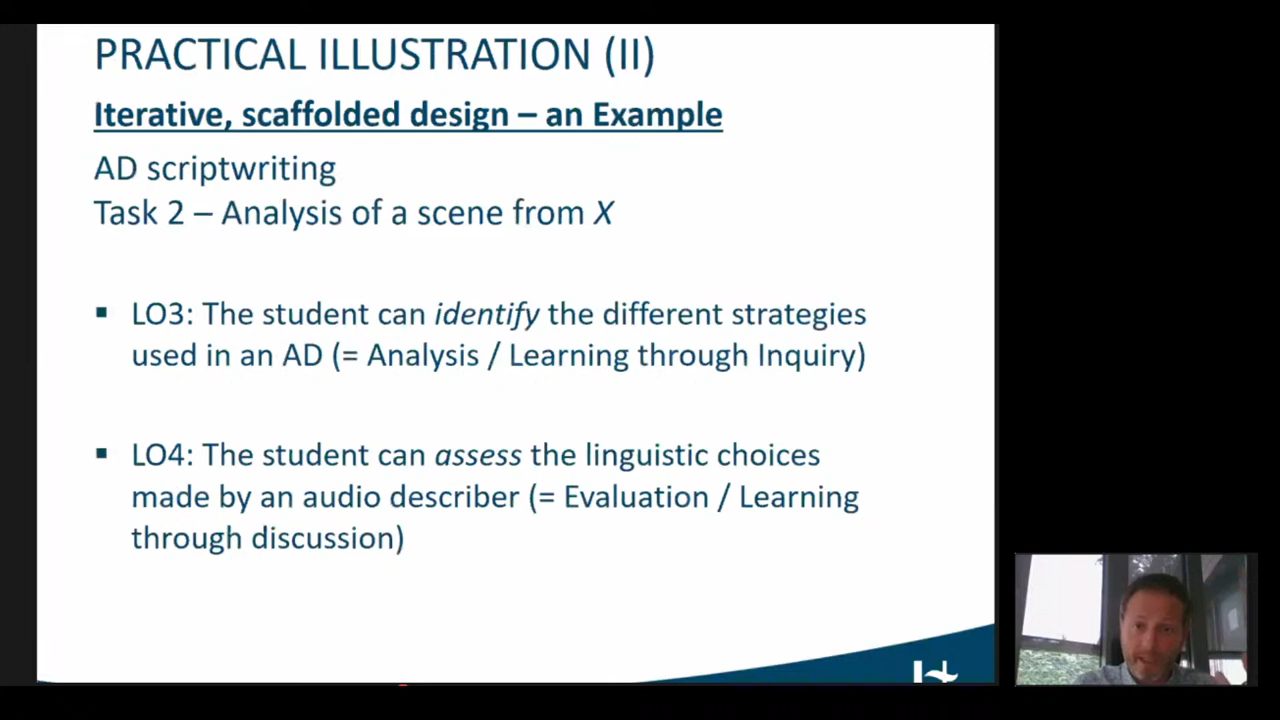 PRACTICAL ILLUSTRATION (II)
Iterative, scaffolded design – an Example
AD scriptwriting
Task 2 – Analysis of a scene from X
▪ LO3: The student can identify the different strategies
used in an AD (= Analysis / Learning through Inquiry)
▪ LO4: The student can assess the linguistic choices
made by an audio describer (= Evaluation / Learning
through discussion)